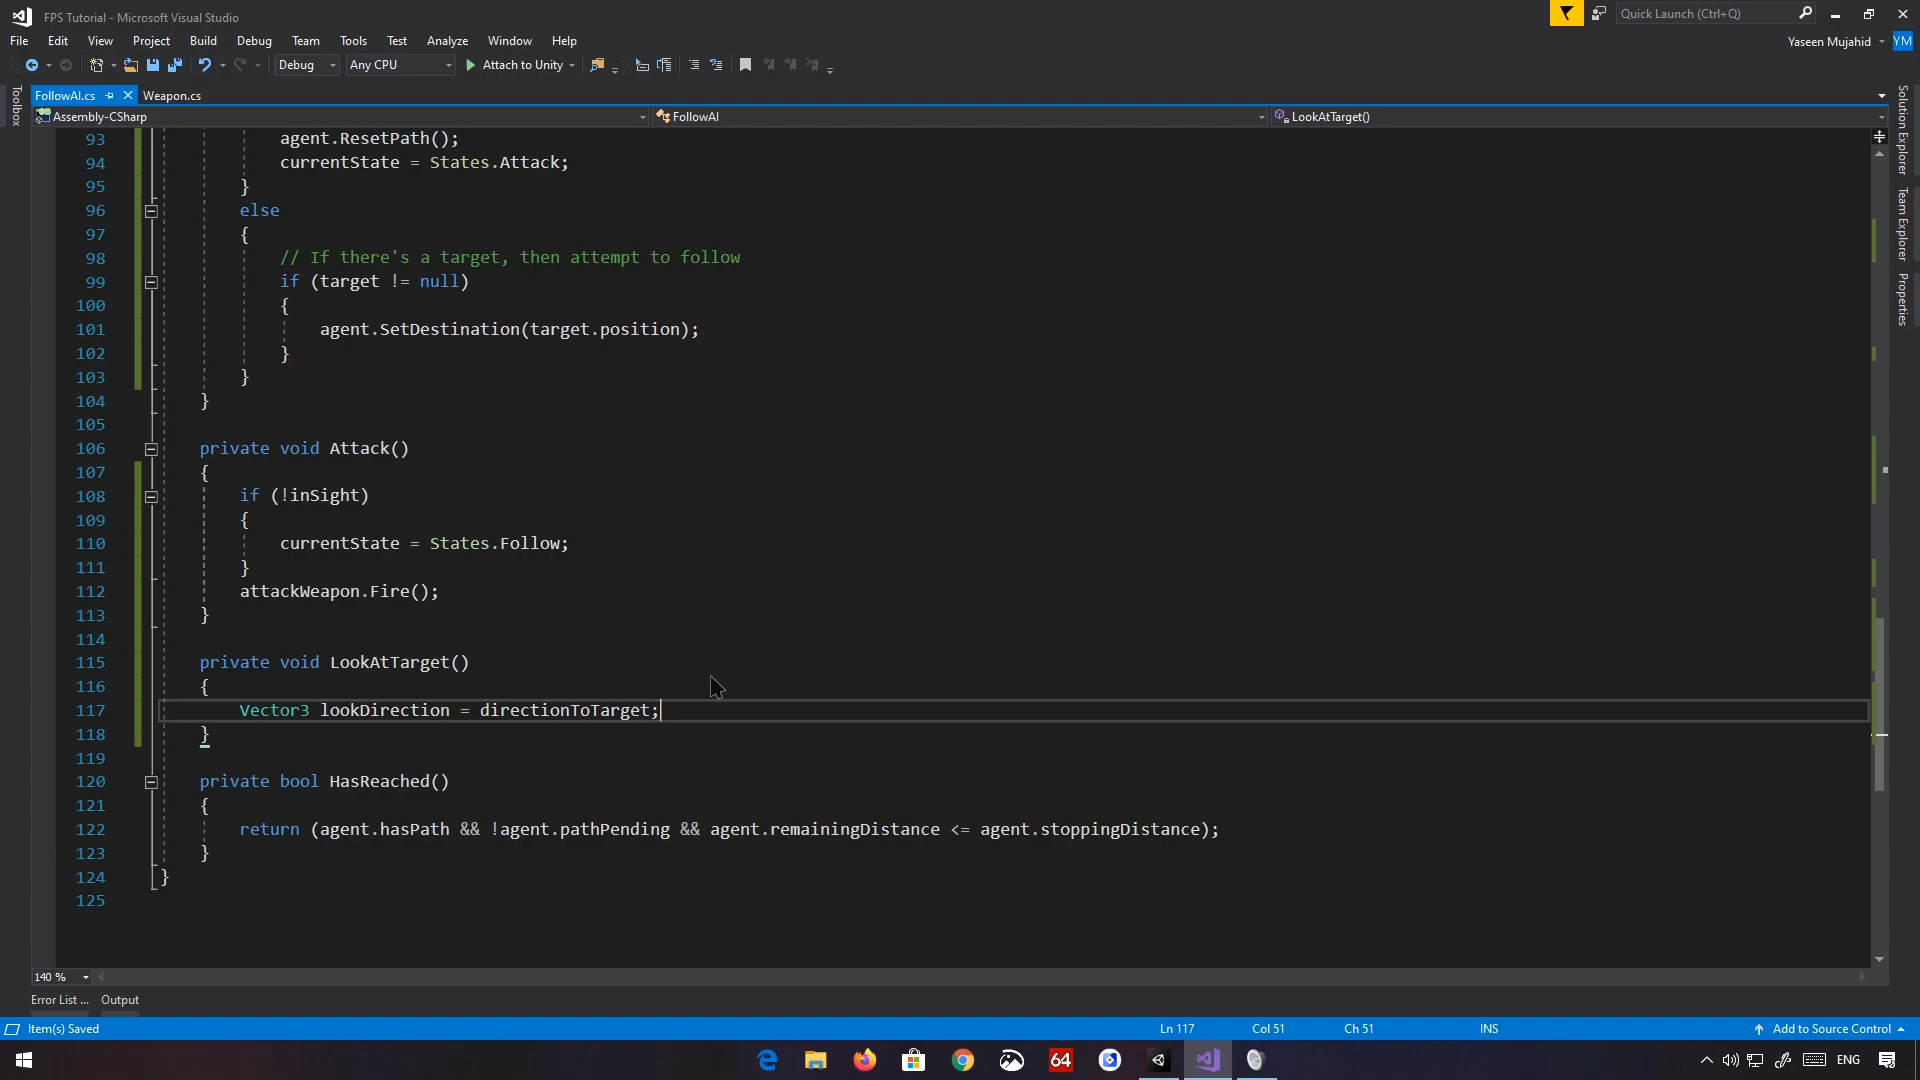 FPS Tutorial - Microsoft Visual Studio
Quick Launch (Ctrl+Q)
File Edit View Project Build Debug Team Tools Test Analyze Window Help
Yaseen Mujahid YM
Debug Any CPU Attach to Unity
FollowAI.cs Weapon.cs
Assembly-CSharp FollowAI LookAtTarget()
Toolbox
Solution Explorer
Team Explorer
Properties
93 agent.ResetPath();
94 currentState = States.Attack;
95 }
96 else
97 {
98 // If there's a target, then attempt to follow
99 if (target != null)
100 {
101 agent.SetDestination(target.position);
102 }
103 }
104 }
105
106 private void Attack()
107 {
108 if (!inSight)
109 {
110 currentState = States.Follow;
111 }
112 attackWeapon.Fire();
113 }
114
115 private void LookAtTarget()
116 {
117 Vector3 lookDirection = directionToTarget;
118 }
119
120 private bool HasReached()
121 {
122 return (agent.hasPath && !agent.pathPending && agent.remainingDistance <= agent.stoppingDistance);
123 }
124 }
125
140 %
Error List ... Output
Item(s) Saved Ln 117 Col 51 Ch 51 INS Add to Source Control
64 ENG